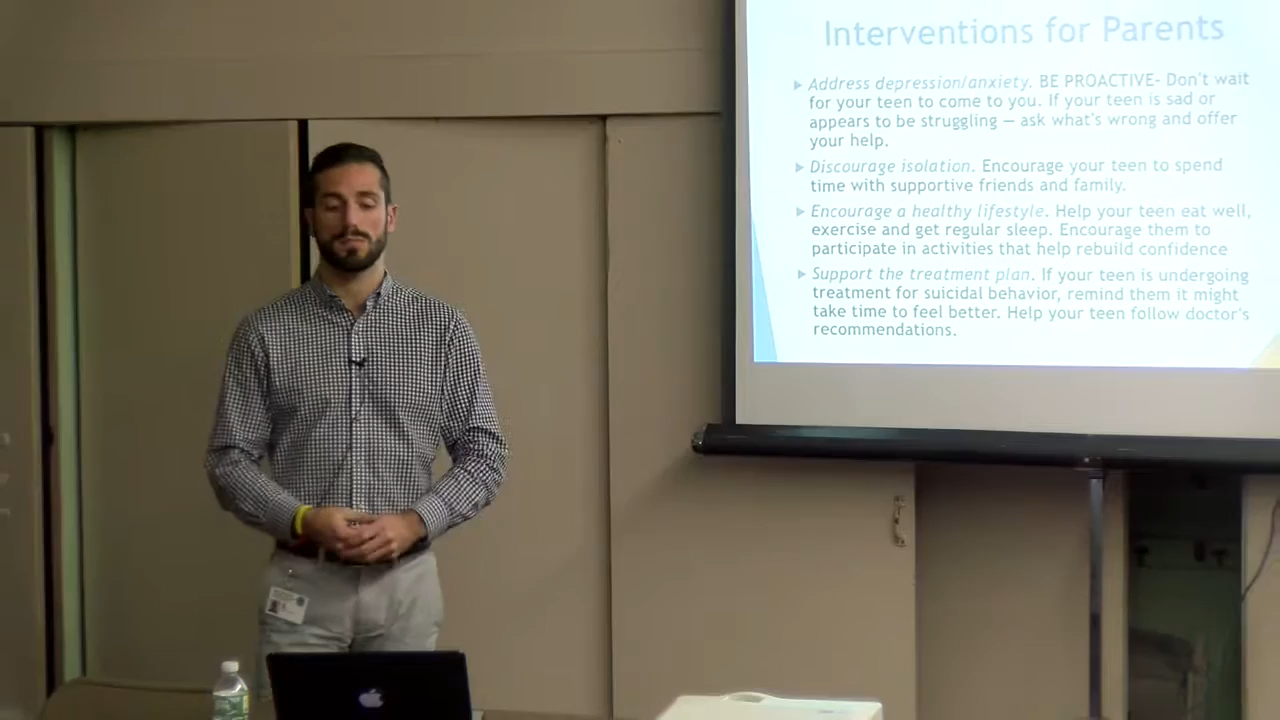 Interventions for Parents
Address depression/anxiety. BE PROACTIVE- Don't wait
for your teen to come to you. If your teen is sad or
appears to be struggling — ask what's wrong and offer
your help.
Discourage isolation. Encourage your teen to spend
time with supportive friends and family.
Encourage a healthy lifestyle. Help your teen eat well,
exercise and get regular sleep. Encourage them to
participate in activities that help rebuild confidence
Support the treatment plan. If your teen is undergoing
treatment for suicidal behavior, remind them it might
take time to feel better. Help your teen follow doctor's
recommendations.